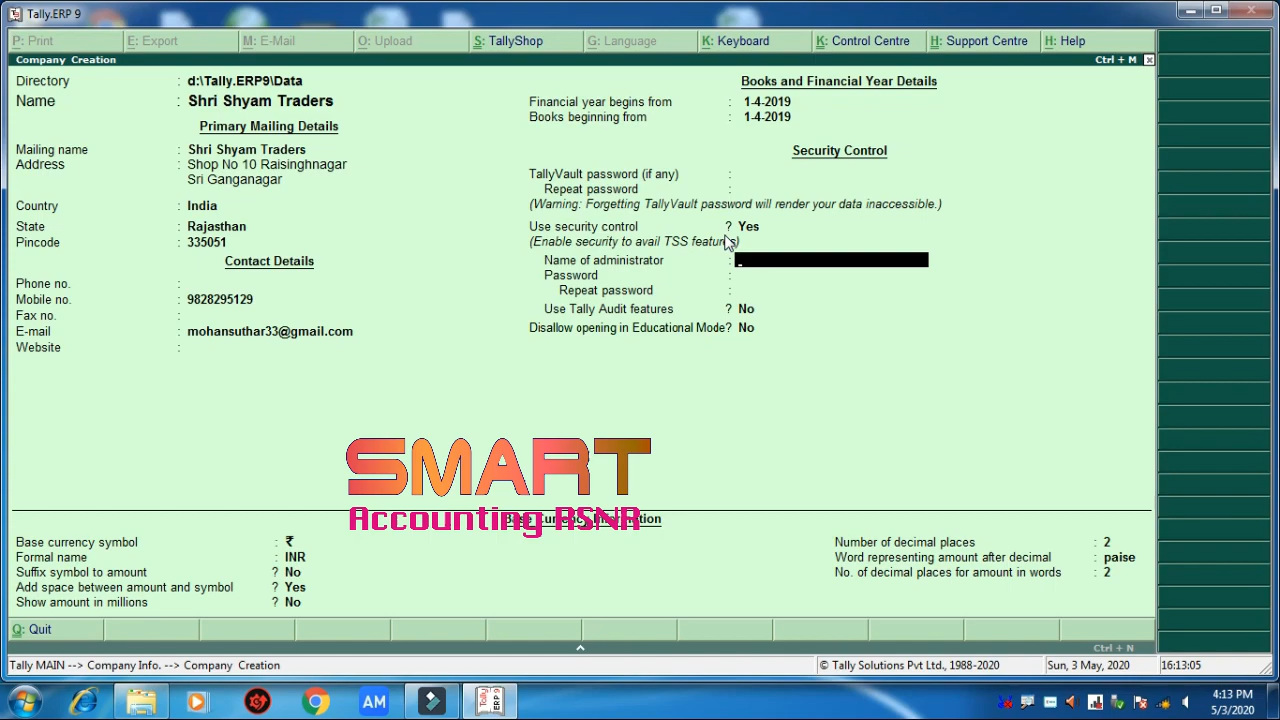 Tally.ERP 9
P: Print
E: Export
M: E-Mail
O: Upload
S: TallyShop
G: Language
K: Keyboard
K: Control Centre
H: Support Centre
H: Help
Company Creation
Ctrl + M
Directory : d:\Tally.ERP9\Data
Name : Shri Shyam Traders
Primary Mailing Details
Mailing name : Shri Shyam Traders
Address : Shop No 10 Raisinghnagar
Sri Ganganagar
Country : India
State : Rajasthan
Pincode : 335051
Contact Details
Phone no. :
Mobile no. : 9828295129
Fax no. :
E-mail : mohansuthar33@gmail.com
Website :
Books and Financial Year Details
Financial year begins from : 1-4-2019
Books beginning from : 1-4-2019
Security Control
TallyVault password (if any) :
Repeat password :
(Warning: Forgetting TallyVault password will render your data inaccessible.)
Use security control ? Yes
(Enable security to avail TSS features)
Name of administrator :
Password :
Repeat password :
Use Tally Audit features ? No
Disallow opening in Educational Mode? No
SMART
Accounting RSNR
Base Currency Information
Base currency symbol : ₹
Formal name : INR
Suffix symbol to amount ? No
Add space between amount and symbol ? Yes
Show amount in millions ? No
Number of decimal places : 2
Word representing amount after decimal : paise
No. of decimal places for amount in words : 2
Q: Quit
Ctrl + N
Tally MAIN --> Company Info. --> Company Creation
© Tally Solutions Pvt Ltd., 1988-2020
Sun, 3 May, 2020
16:13:05
AM
Tally ERP 9
4:13 PM
5/3/2020